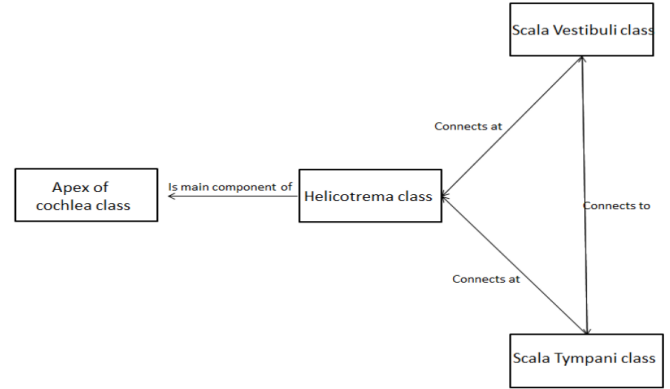 Scala Vestibuli class
Connects at
Is main component of
Apex of
cochlea class
Helicotrema class
Connects to
Connects at
Scala Tympani class